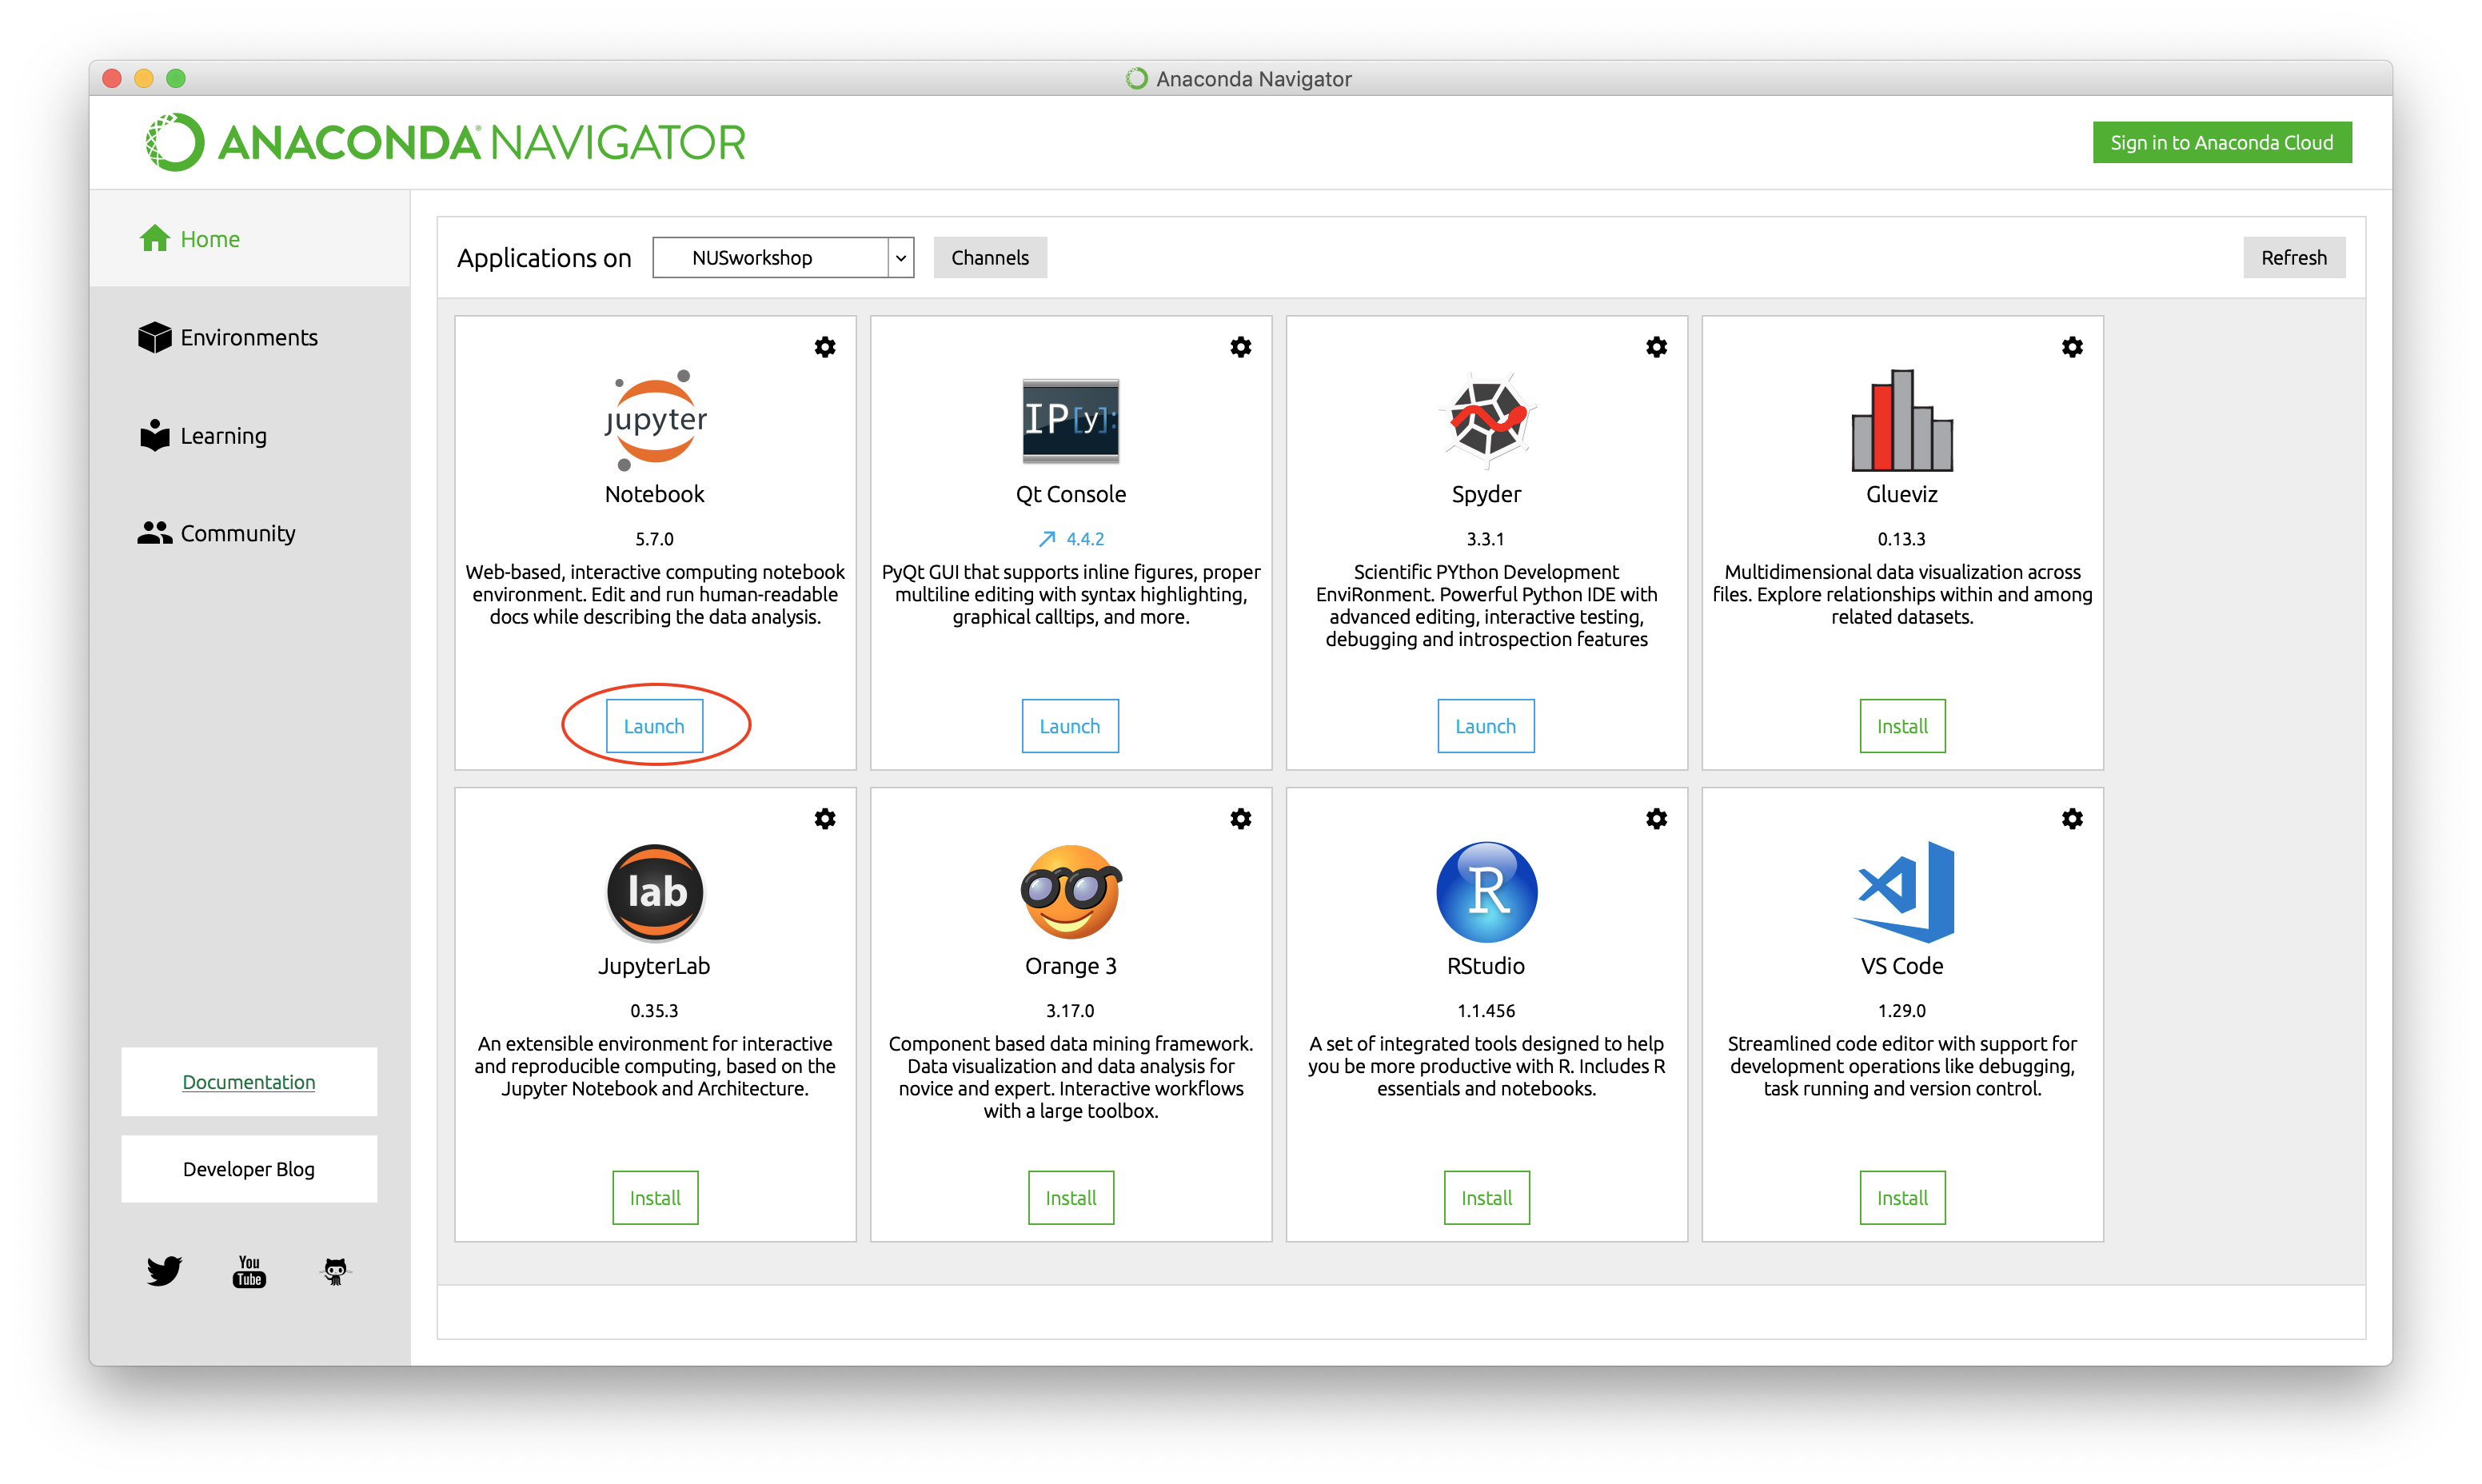 Anaconda Navigator
ANACONDA NAVIGATOR
Sign in to Anaconda Cloud
Home
Environments
Learning
Community
Documentation
Developer Blog
You
Tube
Applications on
NUSworkshop
Channels
Refresh
jupyter
Notebook
5.7.0
Web-based, interactive computing notebook
environment. Edit and run human-readable
docs while describing the data analysis.
Launch
IP[y]:
Qt Console
4.4.2
PyQt GUI that supports inline figures, proper
multiline editing with syntax highlighting,
graphical calltips, and more.
Launch
Spyder
3.3.1
Scientific PYthon Development
EnviRonment. Powerful Python IDE with
advanced editing, interactive testing,
debugging and introspection features
Launch
Glueviz
0.13.3
Multidimensional data visualization across
files. Explore relationships within and among
related datasets.
Install
lab
JupyterLab
0.35.3
An extensible environment for interactive
and reproducible computing, based on the
Jupyter Notebook and Architecture.
Install
Orange 3
3.17.0
Component based data mining framework.
Data visualization and data analysis for
novice and expert. Interactive workflows
with a large toolbox.
Install
R
RStudio
1.1.456
A set of integrated tools designed to help
you be more productive with R. Includes R
essentials and notebooks.
Install
VS Code
1.29.0
Streamlined code editor with support for
development operations like debugging,
task running and version control.
Install